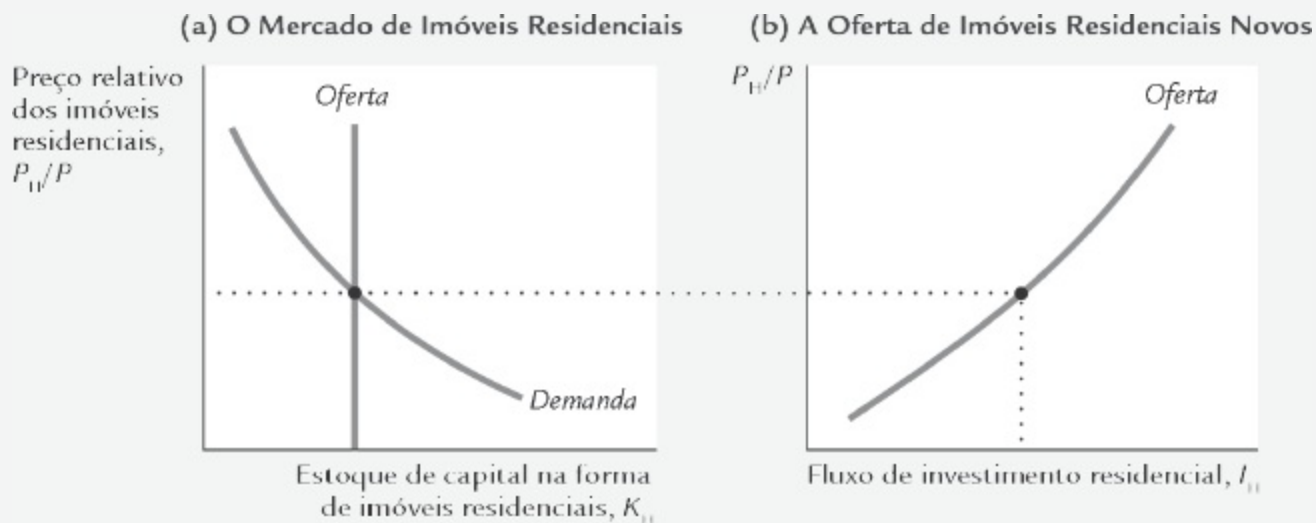 (a) O Mercado de Imóveis Residenciais
(b) A Oferta de Imóveis Residenciais Novos
Preço relativo
dos imóveis
residenciais,
P_H/P
Oferta
Demanda
Estoque de capital na forma
de imóveis residenciais, K_H
P_H/P
Oferta
Fluxo de investimento residencial, I_H